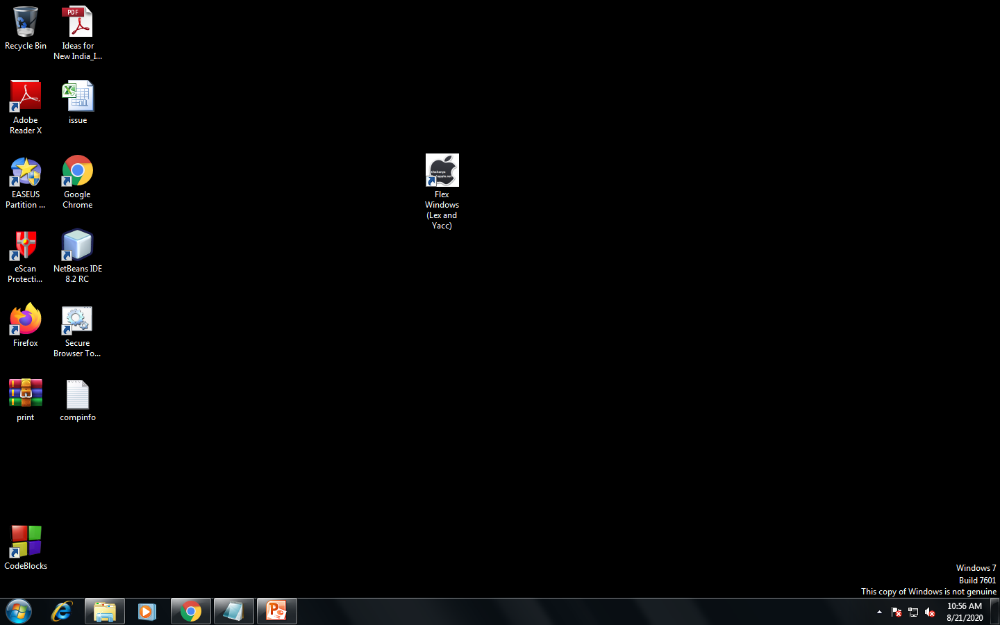 Recycle Bin
PDF
Ideas for
New India_I...
Adobe
Reader X
issue
EASEUS
Partition ...
Google
Chrome
Chaitanya
Flex
Windows
(Lex and
Yacc)
eScan
Protecti...
NetBeans IDE
8.2 RC
Firefox
Secure
Browser To...
print
compinfo
CodeBlocks
Windows 7
Build 7601
This copy of Windows is not genuine
10:56 AM
8/21/2020